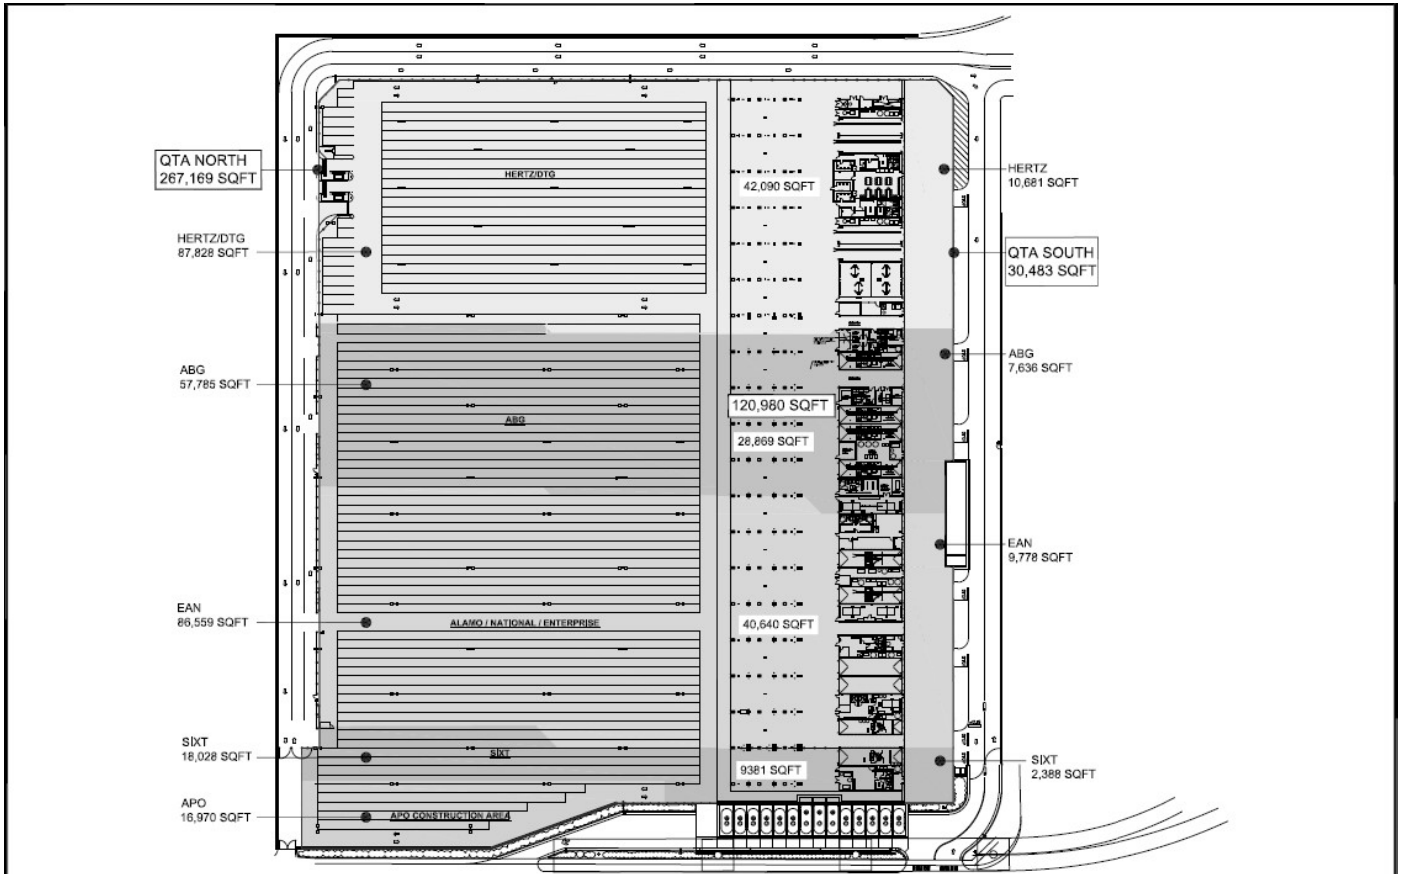 QTA NORTH
267,169 SQFT
HERTZ/DTG
87,828 SQFT
ABG
57,785 SQFT
EAN
86,559 SQFT
SIXT
18,028 SQFT
APO
16,970 SQFT
HERTZ/DTG
ABG
ALAMO / NATIONAL / ENTERPRISE
SIXT
APO CONSTRUCTION AREA
42,090 SQFT
120,980 SQFT
28,869 SQFT
40,640 SQFT
9381 SQFT
HERTZ
10,681 SQFT
QTA SOUTH
30,483 SQFT
ABG
7,636 SQFT
EAN
9,778 SQFT
SIXT
2,388 SQFT